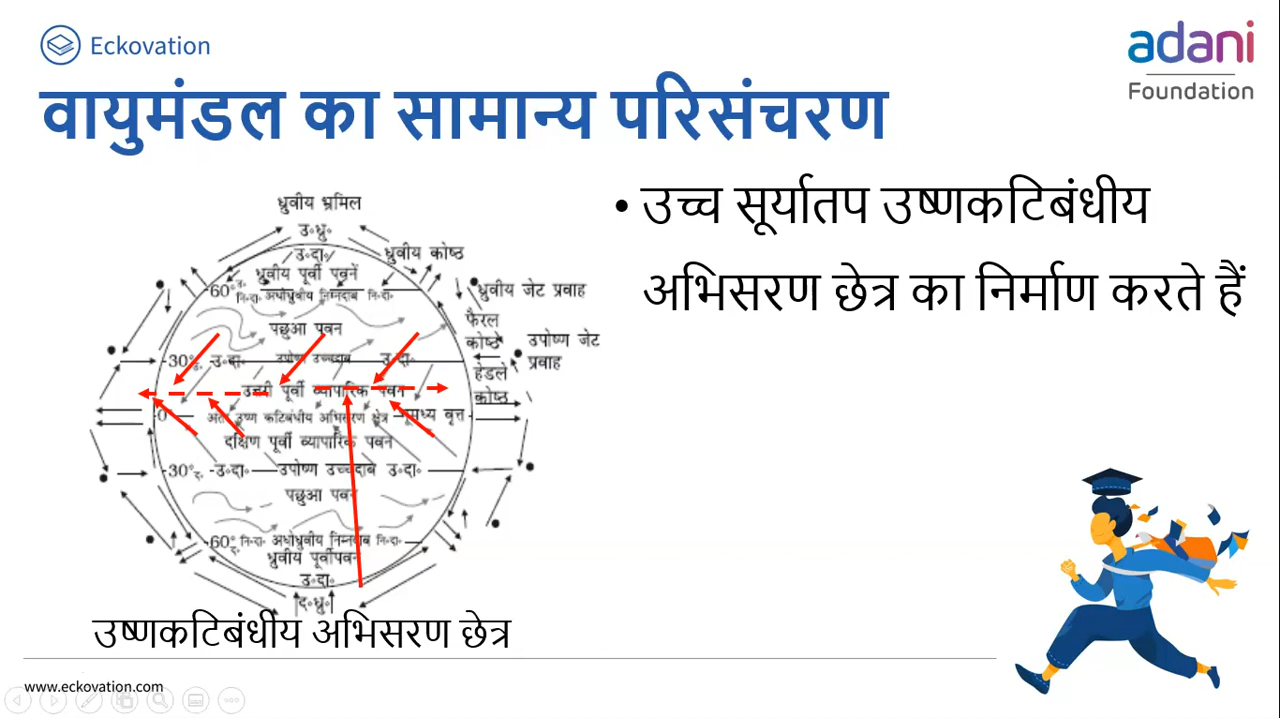 Eckovation
adani
Foundation
वायुमंडल का सामान्य परिसंचरण
• उच्च सूर्यातप उष्णकटिबंधीय
अभिसरण छेत्र का निर्माण करते हैं
ध्रुवीय भ्रमिल
उ॰ध्रु॰
उ॰दा॰
ध्रुवीय कोष्ठ
ध्रुवीय पूर्वी पवनें
60°
नि॰दा॰ अधोध्रुवीय निम्नदाब नि॰दा॰
ध्रुवीय जेट प्रवाह
पछुआ पवन
फैरल
कोष्ठ
उपोष्ण जेट
प्रवाह
30° उ॰दा॰ उपोष्ण उच्चदाब उ॰दा॰
हेडले
कोष्ठ
उत्तरी पूर्वी व्यापारिक पवन
0° अंतः उष्ण कटिबंधीय अभिसरण क्षेत्र भूमध्य वृत्त
दक्षिण पूर्वी व्यापारिक पवन
30°द॰ उ॰दा॰ उपोष्ण उच्चदाब उ॰दा॰
पछुआ पवन
60°द॰ नि॰दा॰ अधोध्रुवीय निम्नदाब नि॰दा॰
ध्रुवीय पूर्वीपवन
उ॰दा॰
द॰ध्रु॰
उष्णकटिबंधीय अभिसरण छेत्र
www.eckovation.com